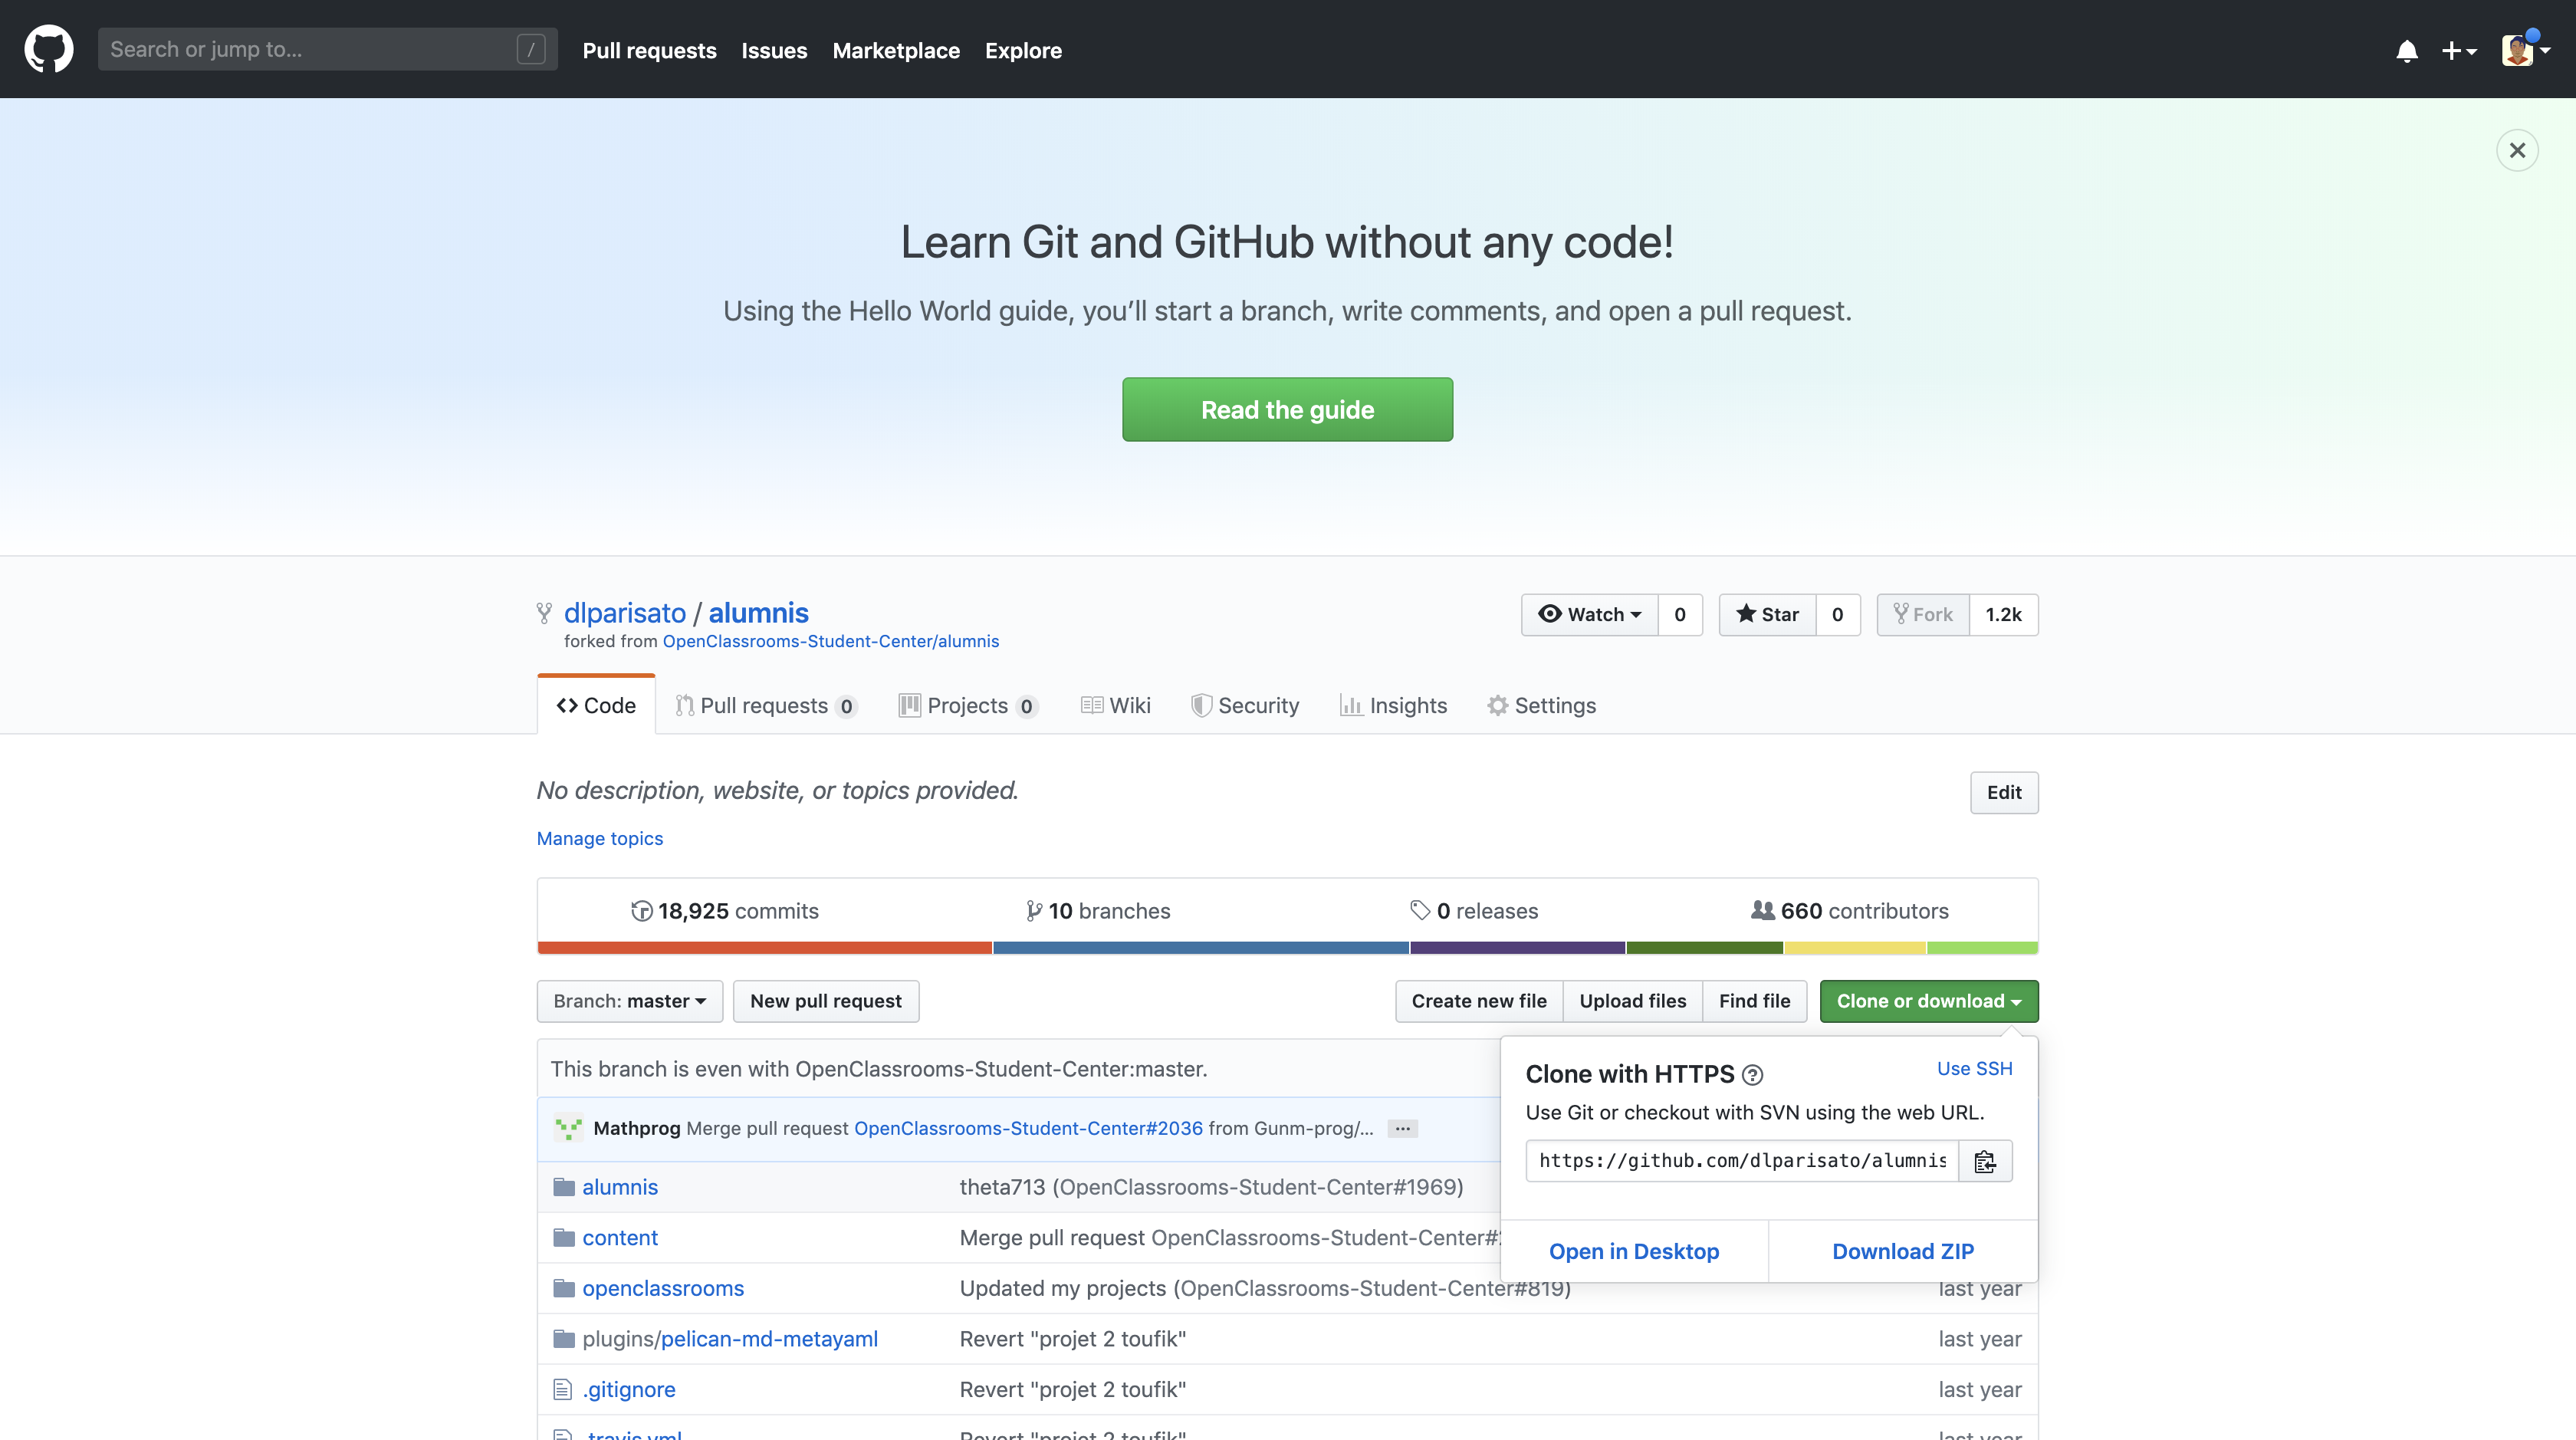 Search or jump to... / Pull requests Issues Marketplace Explore
Learn Git and GitHub without any code!
Using the Hello World guide, you’ll start a branch, write comments, and open a pull request.
Read the guide
dlparisato / alumnis Watch 0 Star 0 Fork 1.2k
forked from OpenClassrooms-Student-Center/alumnis
Code Pull requests 0 Projects 0 Wiki Security Insights Settings
No description, website, or topics provided. Edit
Manage topics
18,925 commits 10 branches 0 releases 660 contributors
Branch: master New pull request Create new file Upload files Find file Clone or download
This branch is even with OpenClassrooms-Student-Center:master.
Clone with HTTPS ? Use SSH
Use Git or checkout with SVN using the web URL.
https://github.com/dlparisato/alumnis
Open in Desktop Download ZIP
Mathprog Merge pull request OpenClassrooms-Student-Center#2036 from Gunm-prog/... ...
alumnis theta713 (OpenClassrooms-Student-Center#1969)
content Merge pull request OpenClassrooms-Student-Center#
openclassrooms Updated my projects (OpenClassrooms-Student-Center#819) last year
plugins/pelican-md-metayaml Revert "projet 2 toufik" last year
.gitignore Revert "projet 2 toufik" last year
.travis.yml Revert "projet 2 toufik" last year